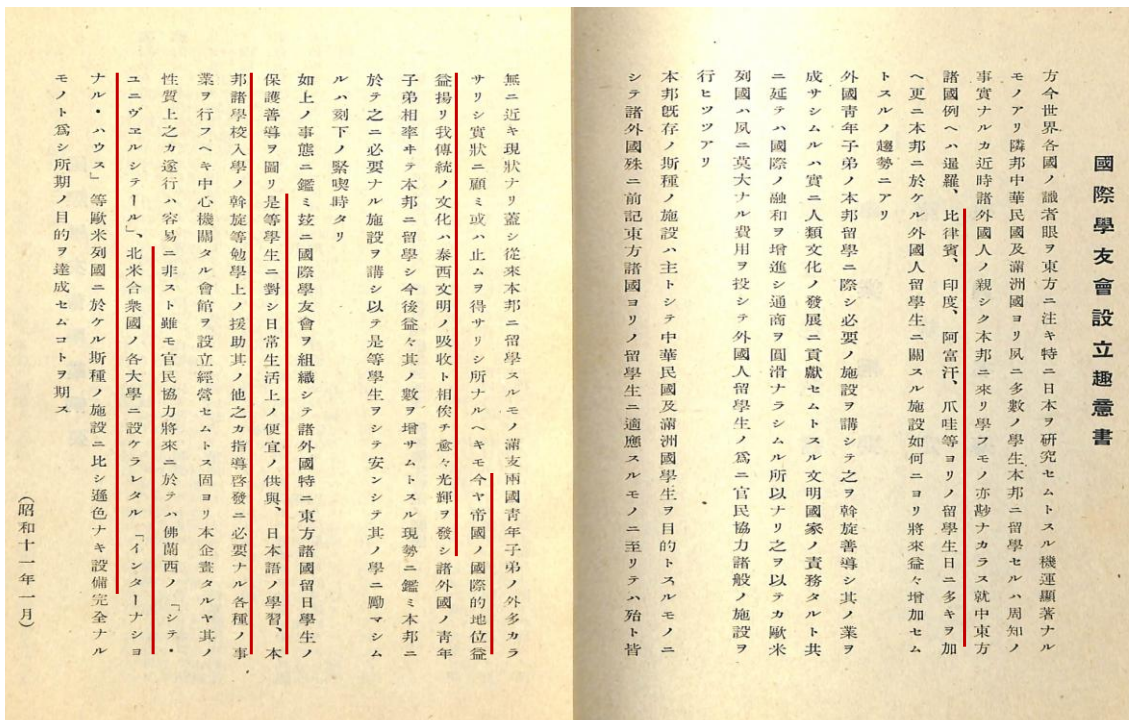 國際學友會設立趣意書
方今世界各國ノ識者眼ヲ東方ニ注キ特ニ日本ヲ研究セムトスル機運顯著ナル
モノアリ隣邦中華民國及滿洲國ヨリ夙ニ多數ノ學生本邦ニ留學セルハ周知ノ
事實ナルカ近時諸外國人ノ親シク本邦ニ來リ學フモノ亦尠ナカラス就中東方
諸國例ヘハ暹羅、比律賓、印度、阿富汗、爪哇等ヨリノ留學生日ニ多キヲ加
ヘ更ニ本邦ニ於ケル外國人留學生ニ關スル施設如何ニヨリ將來益々增加セム
トスルノ趨勢ニアリ
外國靑年子弟ノ本邦留學ニ際シ必要ノ施設ヲ講シテ之ヲ斡旋善導シ其ノ業ヲ
成サシムルハ實ニ人類文化ノ發展ニ貢獻セムトスル文明國家ノ責務タルト共
ニ延テハ國際ノ融和ヲ增進シ通商ヲ圓滑ナラシムル所以ナリ之ヲ以テカ歐米
列國ハ夙ニ莫大ナル費用ヲ投シテ外國人留學生ノ爲ニ官民協力諸般ノ施設ヲ
行ヒツツアリ
本邦旣存ノ斯種ノ施設ハ主トシテ中華民國及滿洲國學生ヲ目的トスルモノニ
シテ諸外國殊ニ前記東方諸國ヨリノ留學生ニ適應スルモノニ至リテハ殆ト皆
無ニ近キ現狀ナリ蓋シ從來本邦ニ留學スルモノ滿支兩國靑年子弟ノ外多カラ
サリシ實狀ニ顧ミ或ハ止ムヲ得サリシ所ナルヘキモ今ヤ帝國ノ國際的地位益
益揚リ我傳統ノ文化ハ泰西文明ノ吸收ト相俟チ愈々光輝ヲ發シ諸外國ノ靑年
子弟相率ヰテ本邦ニ留學シ今後益々其ノ數ヲ增サムトスル現勢ニ鑑ミ本邦ニ
於テ之ニ必要ナル施設ヲ講シ以テ是等學生ヲシテ安ンシテ其ノ學ニ勵マシム
ルハ刻下ノ緊喫時タリ
如上ノ事態ニ鑑ミ玆ニ國際學友會ヲ組織シテ諸外國特ニ東方諸國留日學生ノ
保護善導ヲ圖リ是等學生ニ對シ日常生活上ノ便宜ノ供與、日本語ノ學習、本
邦諸學校入學ノ斡旋等勉學上ノ援助其ノ他之カ指導啓發ニ必要ナル各種ノ事
業ヲ行フヘキ中心機關タル會館ヲ設立經營セムトス固ヨリ本企畫タルヤ其ノ
性質上之カ遂行ハ容易ニ非スト雖モ官民協力將來ニ於テハ佛蘭西ノ「シテ・
ユニヴエルシテール」、北米合衆國ノ各大學ニ設ケラレタル「インターナシヨ
ナル・ハウス」等歐米列國ニ於ケル斯種ノ施設ニ比シ遜色ナキ設備完全ナル
モノト爲シ所期ノ目的ヲ達成セムコトヲ期ス
(昭和十一年一月)